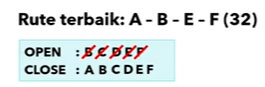 Rute terbaik: A – B – E – F (32)
OPEN : B C D E F
CLOSE : A B C D E F